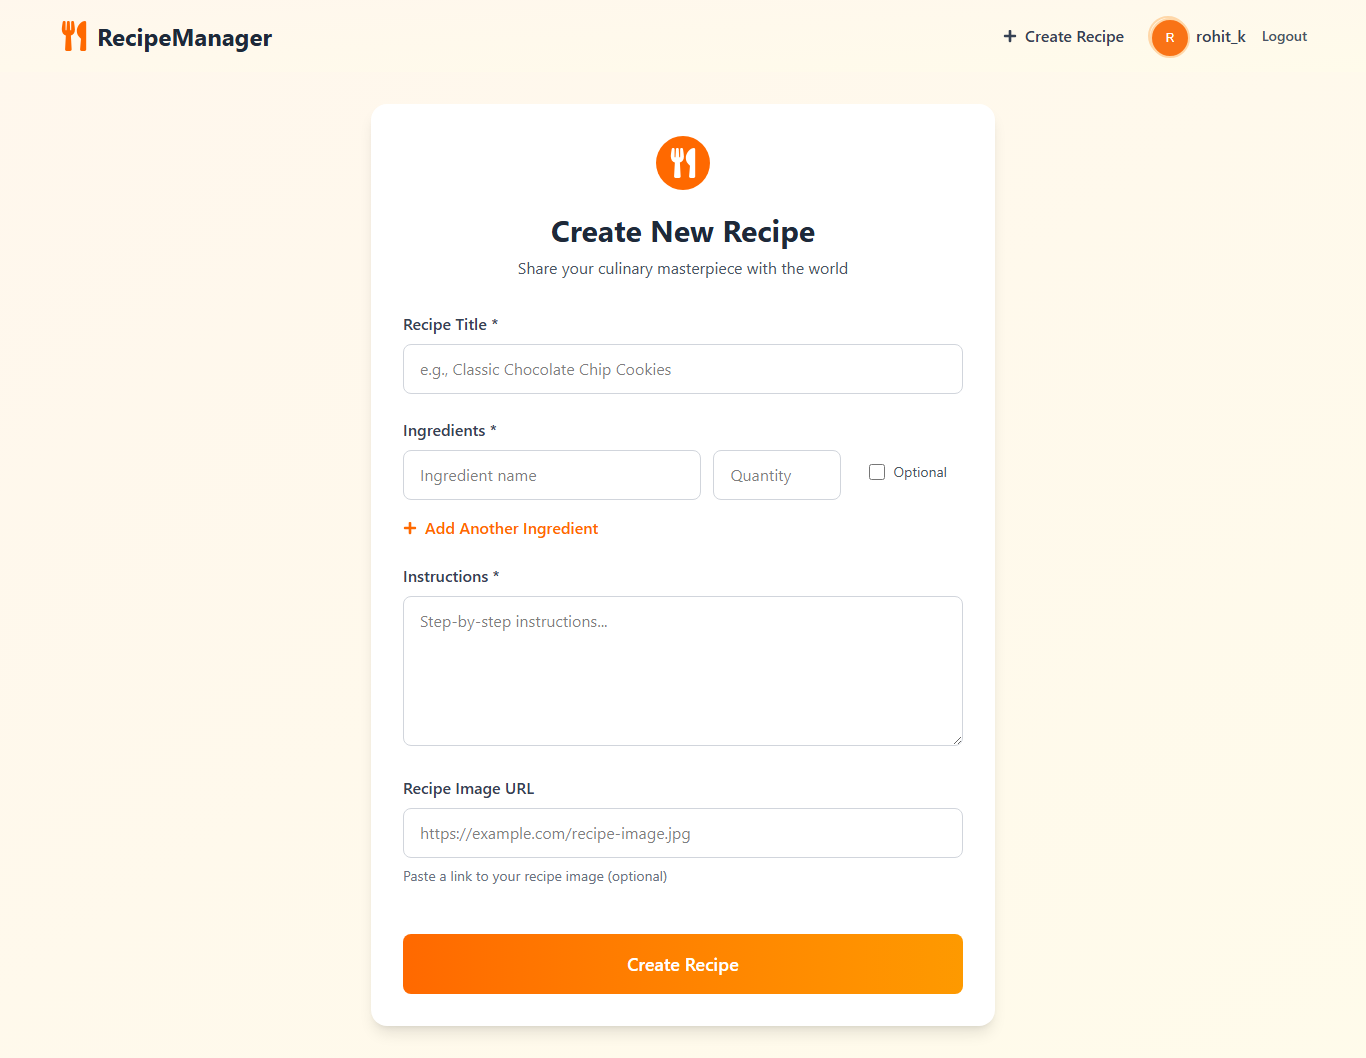 RecipeManager
Create Recipe
R rohit_k Logout
Create New Recipe
Share your culinary masterpiece with the world
Recipe Title *
e.g., Classic Chocolate Chip Cookies
Ingredients *
Ingredient name Quantity Optional
Add Another Ingredient
Instructions *
Step-by-step instructions...
Recipe Image URL
https://example.com/recipe-image.jpg
Paste a link to your recipe image (optional)
Create Recipe